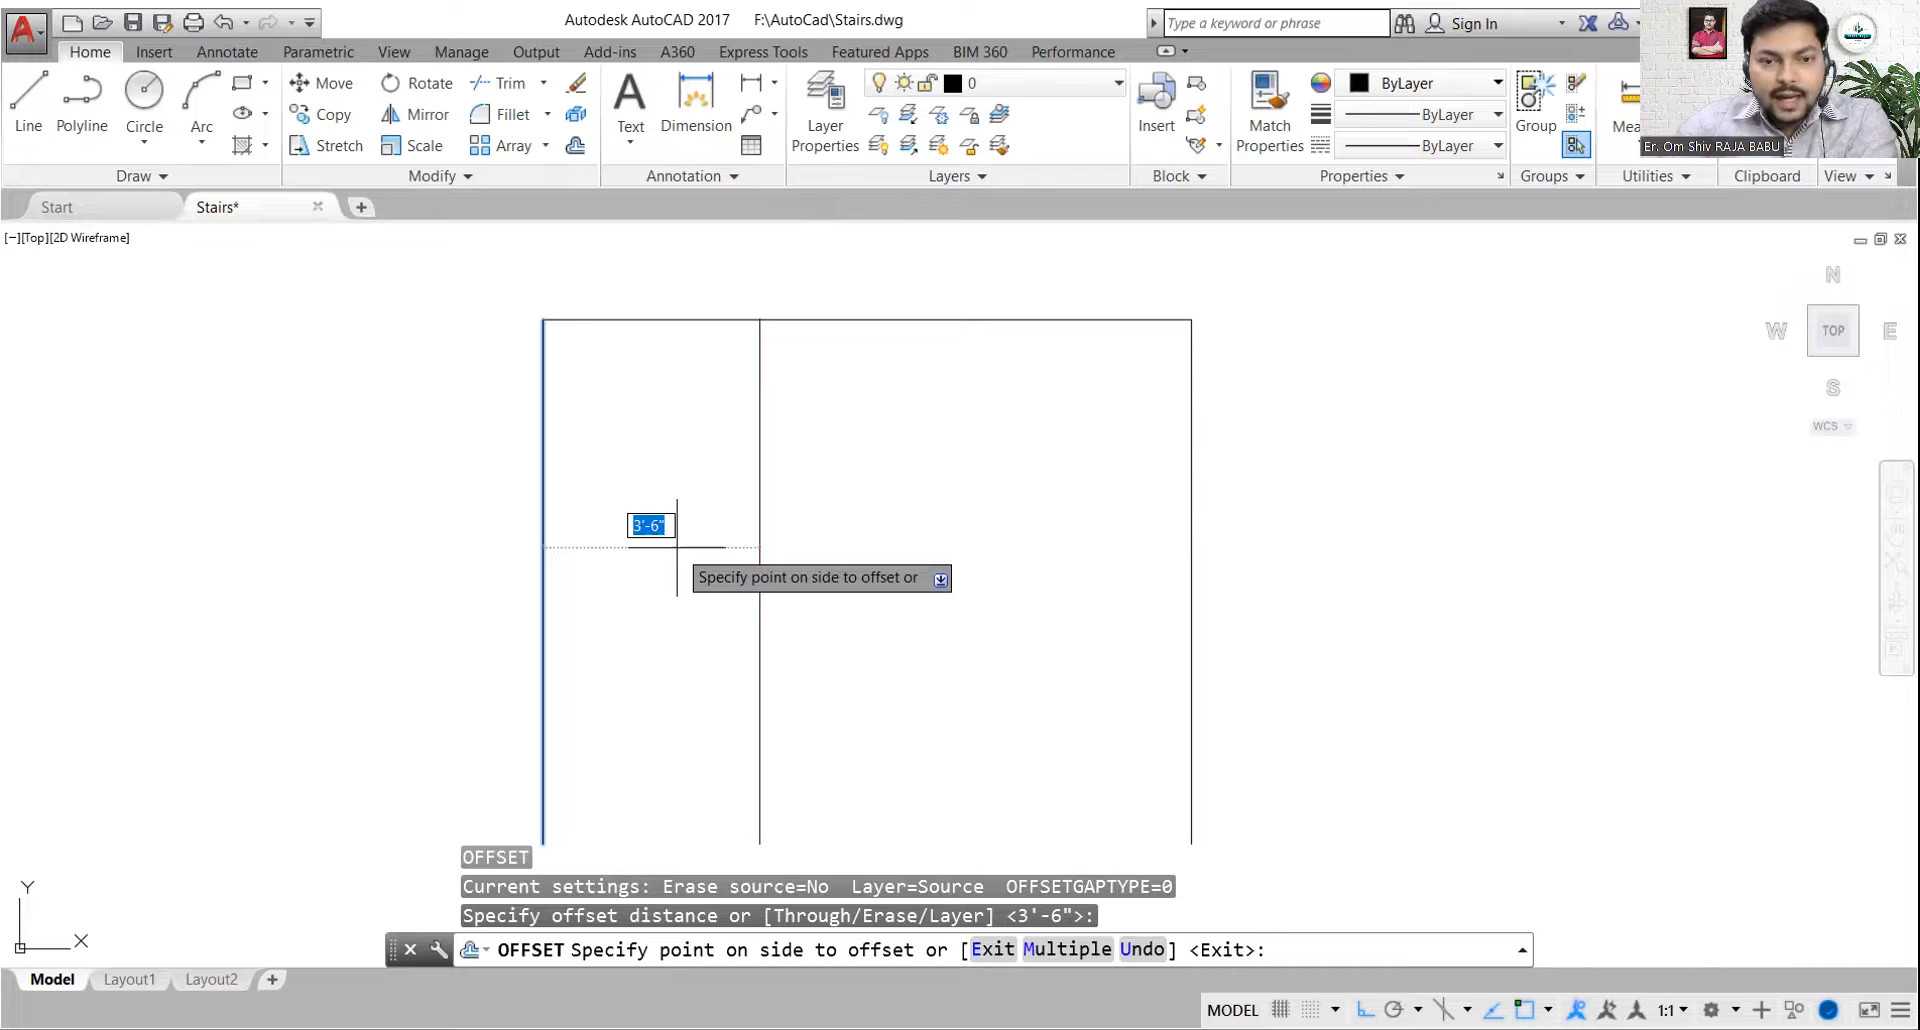 Autodesk AutoCAD 2017 F:\AutoCad\Stairs.dwg
Type a keyword or phrase
Sign In
Home Insert Annotate Parametric View Manage Output Add-ins A360 Express Tools Featured Apps BIM 360 Performance
Line Polyline Circle Arc
Move Rotate Trim
Copy Mirror Fillet
Stretch Scale Array
Text Dimension
Layer Properties
0
Insert
Match Properties
ByLayer
ByLayer
ByLayer
Group
Mea
Er. Om Shiv RAJA BABU
Draw Modify Annotation Layers Block Properties Groups Utilities Clipboard View
Start Stairs*
[−][Top][2D Wireframe]
N
W TOP E
S
WCS
3'-6"
Specify point on side to offset or
OFFSET
Current settings: Erase source=No Layer=Source OFFSETGAPTYPE=0
Specify offset distance or [Through/Erase/Layer] <3'-6">:
OFFSET Specify point on side to offset or [Exit Multiple Undo] <Exit>:
Y
X
Model Layout1 Layout2
MODEL 1:1